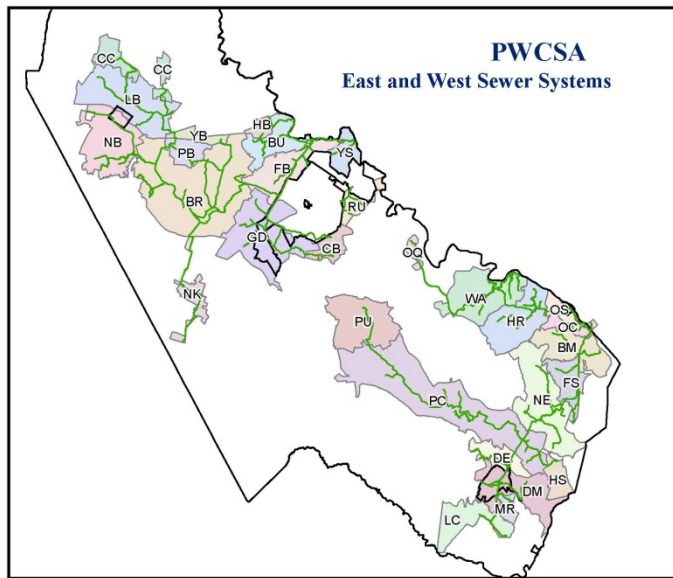 PWCSA
East and West Sewer Systems
CC
CC
LB
HB
YB
BU
YS
NB
PB
FB
BR
RU
GD
CB
OQ
NK
WA
OS
PU
HR
OC
BM
FS
PC
NE
DE
HS
DM
MR
LC